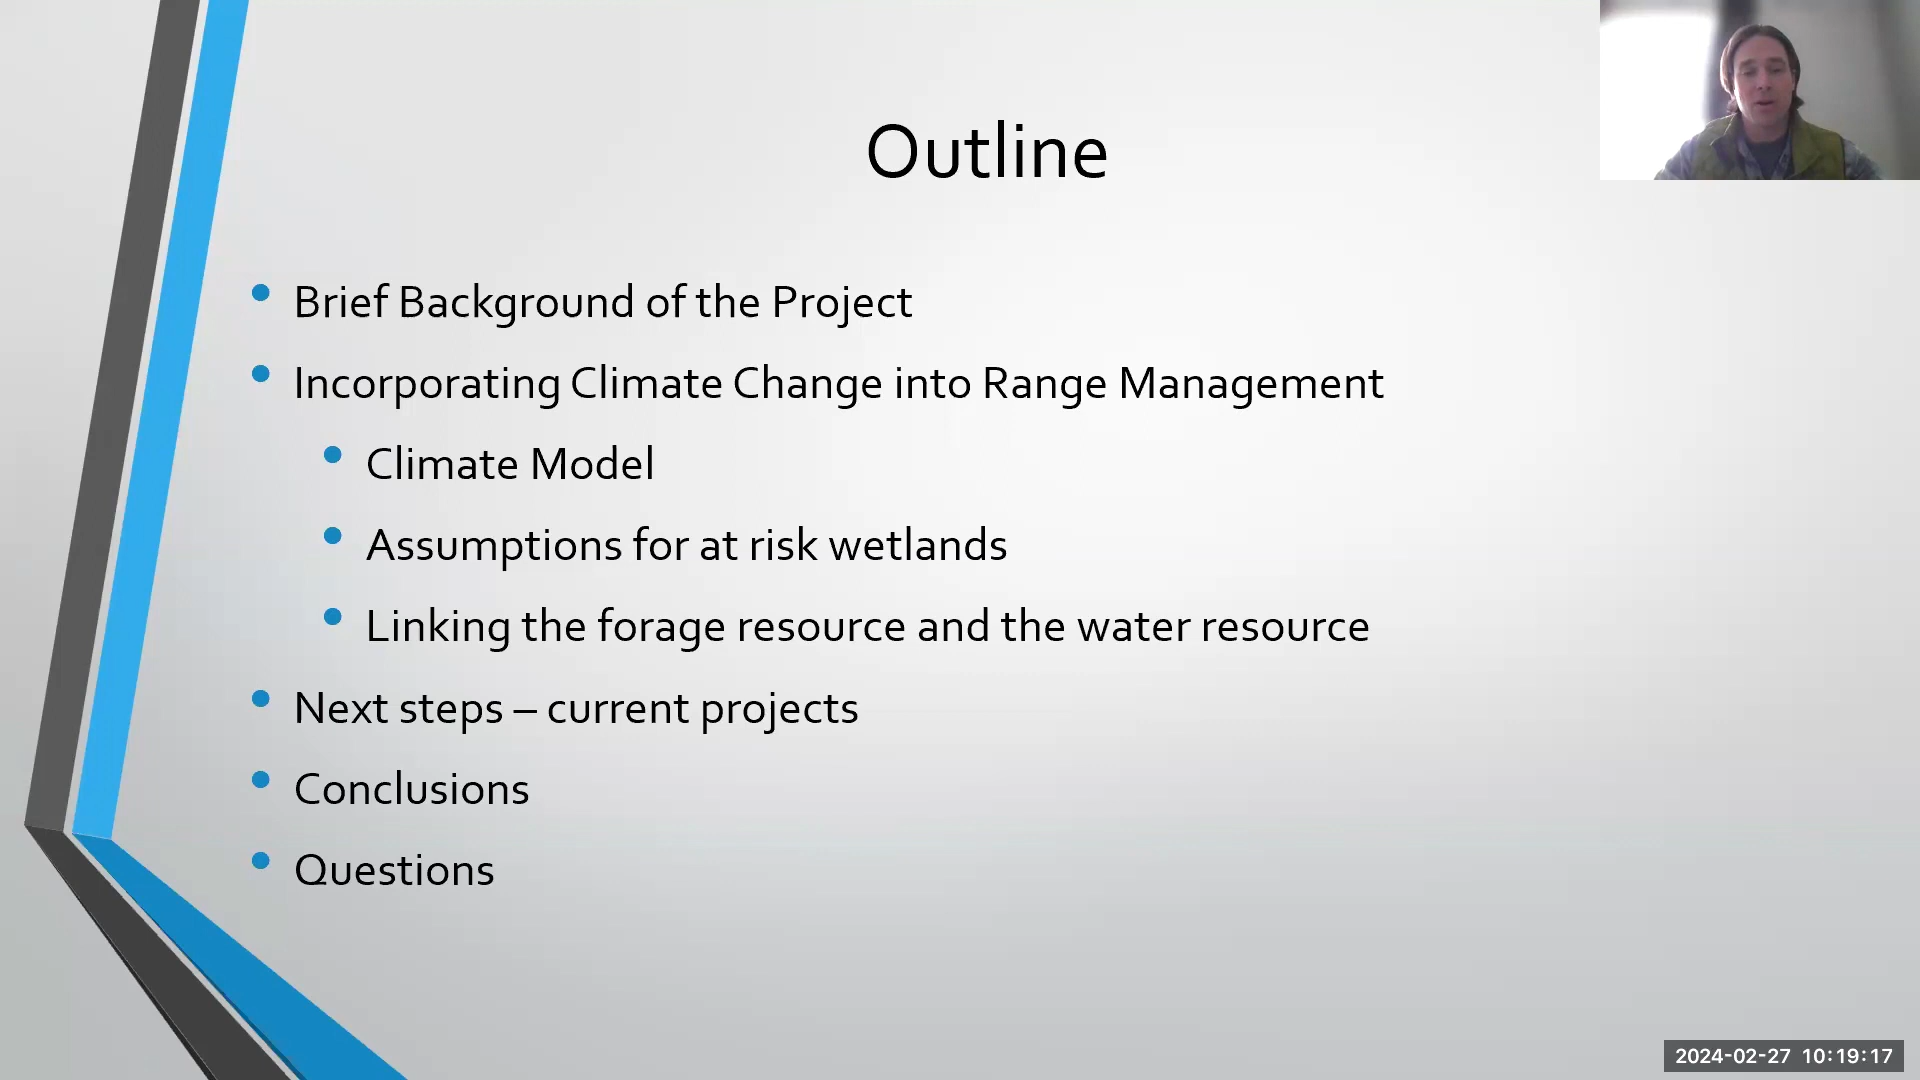 Outline
Brief Background of the Project
Incorporating Climate Change into Range Management
Climate Model
Assumptions for at risk wetlands
Linking the forage resource and the water resource
Next steps – current projects
Conclusions
Questions
2024-02-27 10:19:17